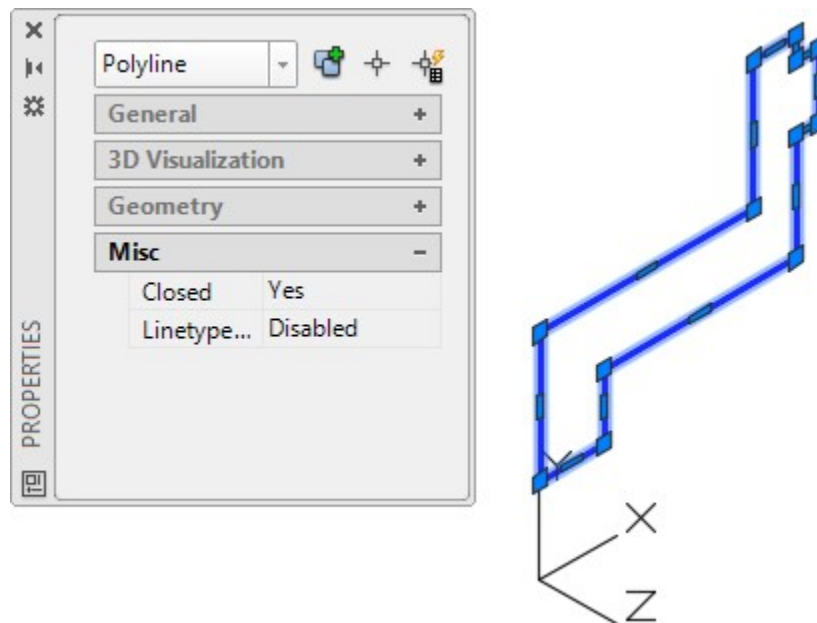 Polyline
General
3D Visualization
Geometry
Misc
Closed Yes
Linetype... Disabled
PROPERTIES
Y
X
Z